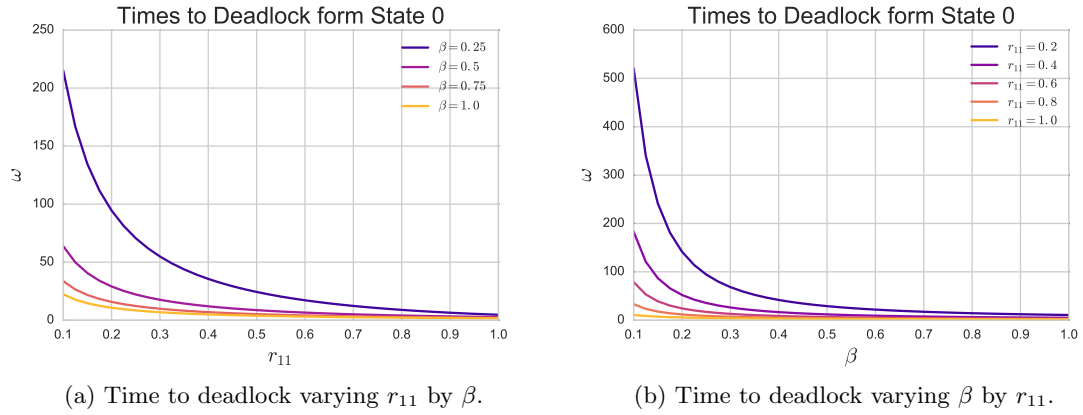 Times to Deadlock form State 0
250
200
150
100
50
0
ω
β = 0.25
β = 0.5
β = 0.75
β = 1.0
0.1 0.2 0.3 0.4 0.5 0.6 0.7 0.8 0.9 1.0
r₁₁
(a) Time to deadlock varying r₁₁ by β.
Times to Deadlock form State 0
600
500
400
300
200
100
0
ω
r₁₁ = 0.2
r₁₁ = 0.4
r₁₁ = 0.6
r₁₁ = 0.8
r₁₁ = 1.0
0.1 0.2 0.3 0.4 0.5 0.6 0.7 0.8 0.9 1.0
β
(b) Time to deadlock varying β by r₁₁.